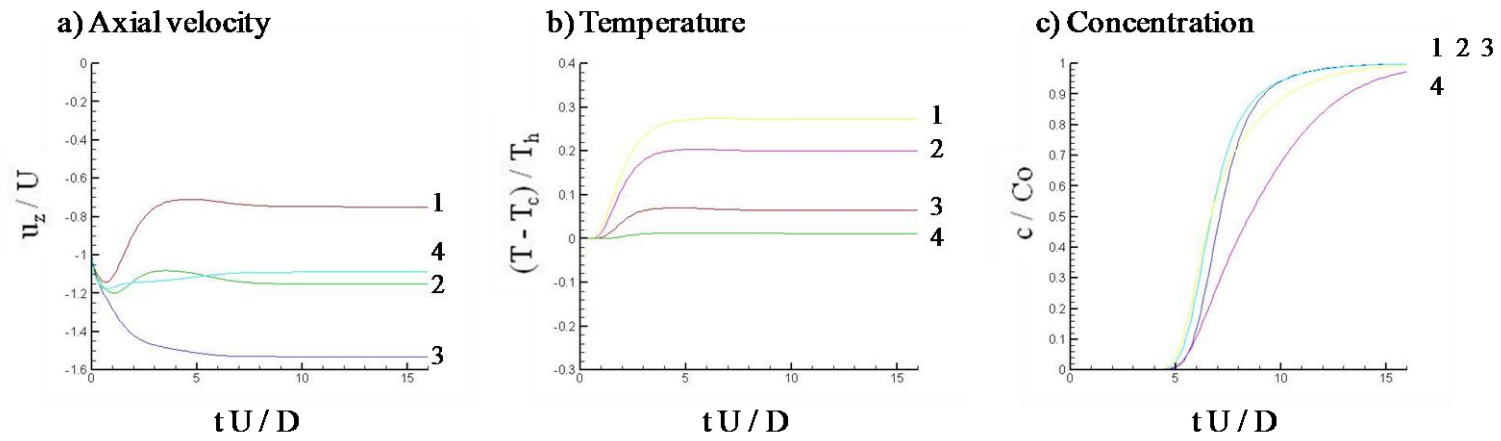 a) Axial velocity
0
-0.2
-0.4
-0.6
-0.8
-1
-1.2
-1.4
-1.6
0 5 10 15
u_z / U
t U / D
1
4
2
3
b) Temperature
0.4
0.3
0.2
0.1
0
-0.1
-0.2
-0.3
0 5 10 15
(T - T_c) / T_h
t U / D
1
2
3
4
c) Concentration
1
0.9
0.8
0.7
0.6
0.5
0.4
0.3
0.2
0.1
0
0 5 10 15
c / Co
t U / D
1 2 3
4